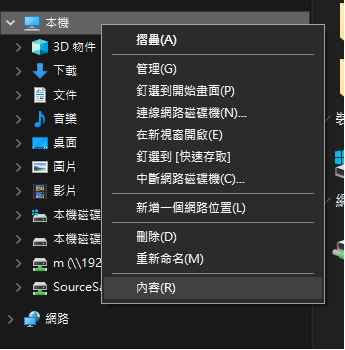 本機
3D 物件
下載
文件
音樂
桌面
圖片
影片
本機磁碟
本機磁碟
m (\\192
SourceSa
網路
摺疊(A)
管理(G)
釘選到開始畫面(P)
連線網路磁碟機(N)...
在新視窗開啟(E)
釘選到 [快速存取]
中斷網路磁碟機(C)...
新增一個網路位置(L)
刪除(D)
重新命名(M)
內容(R)